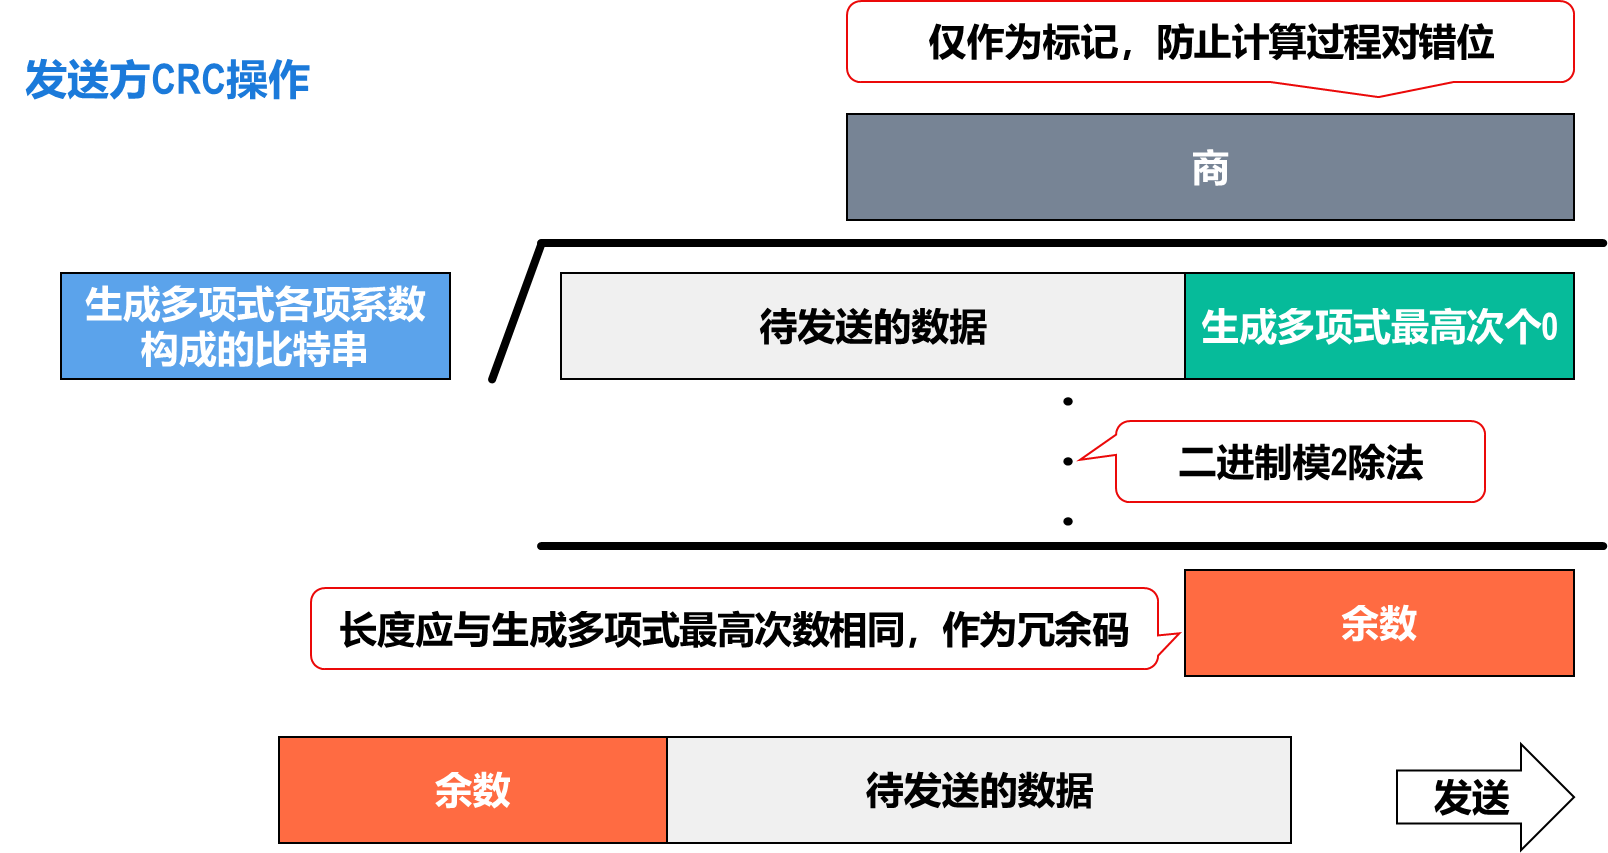 仅作为标记，防止计算过程对错位
发送方CRC操作
商
生成多项式各项系数
构成的比特串
待发送的数据
生成多项式最高次个0
二进制模2除法
长度应与生成多项式最高次数相同，作为冗余码
余数
余数
待发送的数据
发送